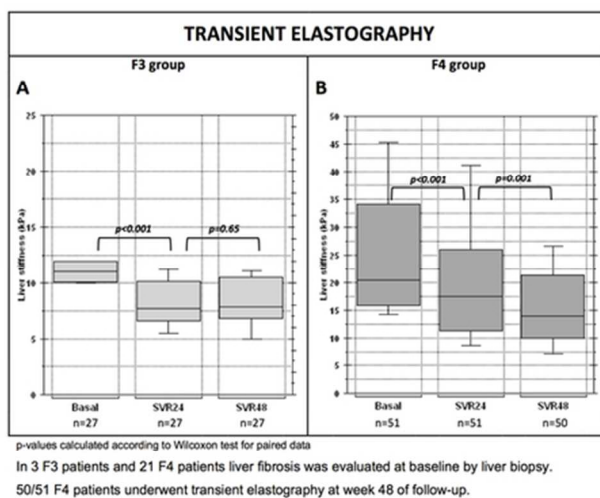 TRANSIENT ELASTOGRAPHY
F3 group
F4 group
A
Liver stiffness (kPa)
25
20
15
10
5
0
p<0.001
p=0.65
Basal
SVR24
SVR48
n=27
n=27
n=27
B
Liver stiffness (kPa)
50
45
40
35
30
25
20
15
10
5
0
p<0.001
p=0.001
Basal
SVR24
SVR48
n=51
n=51
n=50
p-values calculated according to Wilcoxon test for paired data
In 3 F3 patients and 21 F4 patients liver fibrosis was evaluated at baseline by liver biopsy.
50/51 F4 patients underwent transient elastography at week 48 of follow-up.